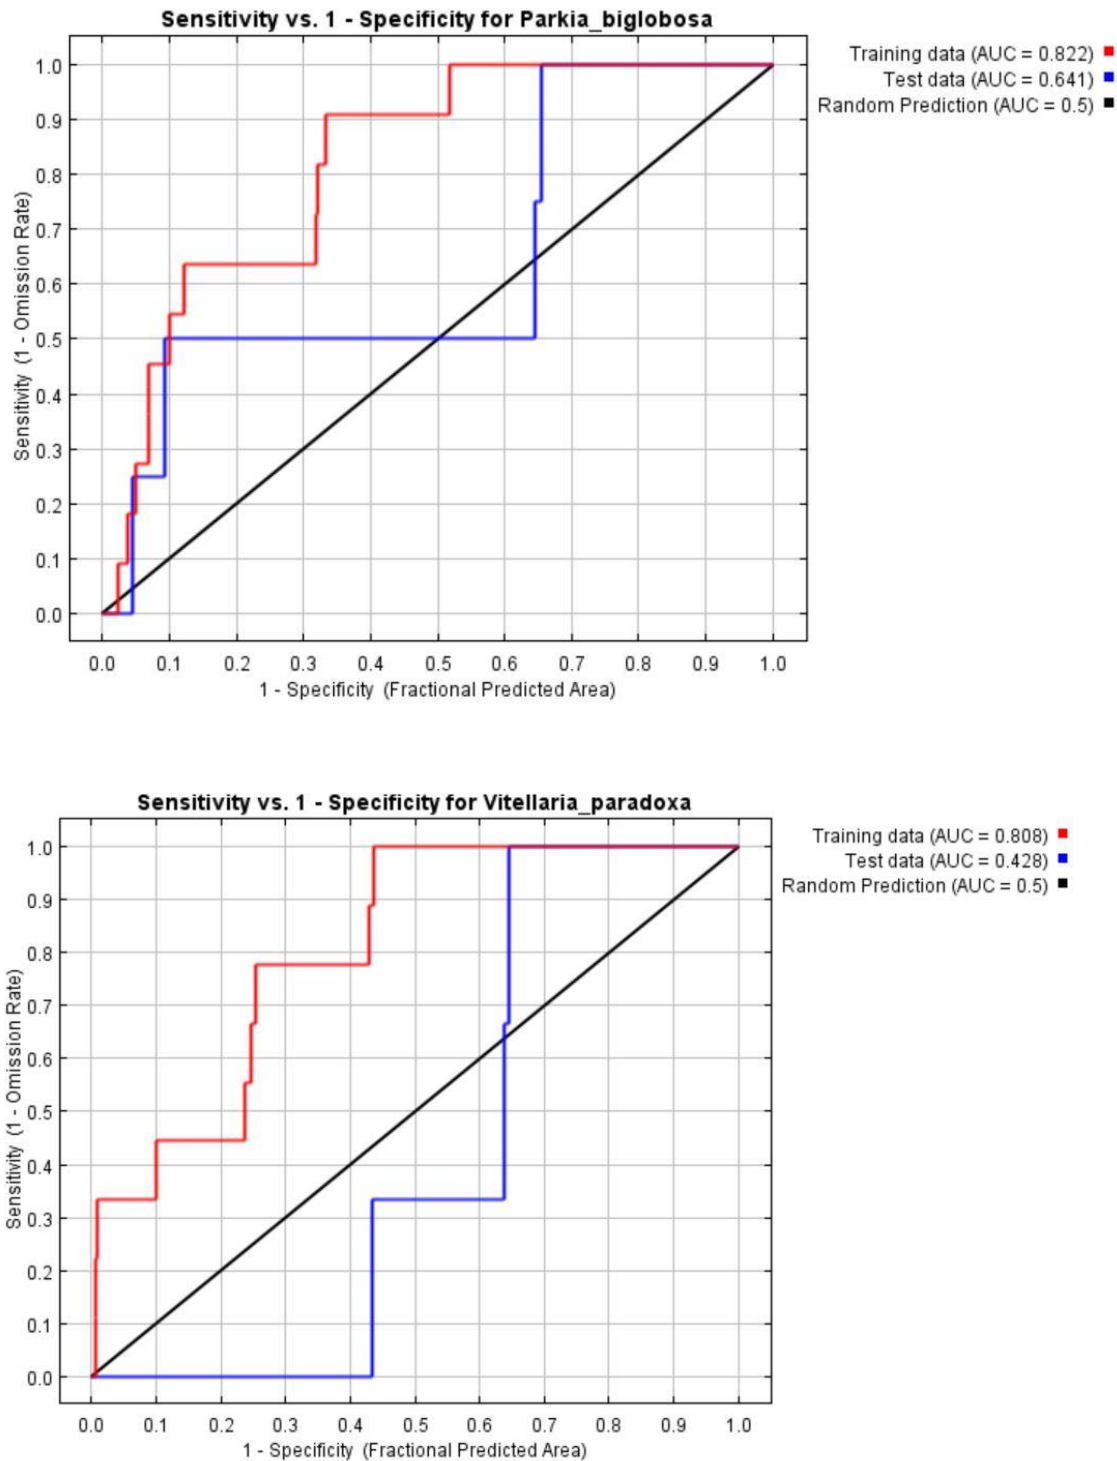 Sensitivity vs. 1 - Specificity for Parkia_biglobosa
Training data (AUC = 0.822)
Test data (AUC = 0.641)
Random Prediction (AUC = 0.5)
Sensitivity (1 - Omission Rate)
1.0
0.9
0.8
0.7
0.6
0.5
0.4
0.3
0.2
0.1
0.0
0.0 0.1 0.2 0.3 0.4 0.5 0.6 0.7 0.8 0.9 1.0
1 - Specificity (Fractional Predicted Area)
Sensitivity vs. 1 - Specificity for Vitellaria_paradoxa
Training data (AUC = 0.808)
Test data (AUC = 0.428)
Random Prediction (AUC = 0.5)
Sensitivity (1 - Omission Rate)
1.0
0.9
0.8
0.7
0.6
0.5
0.4
0.3
0.2
0.1
0.0
0.0 0.1 0.2 0.3 0.4 0.5 0.6 0.7 0.8 0.9 1.0
1 - Specificity (Fractional Predicted Area)